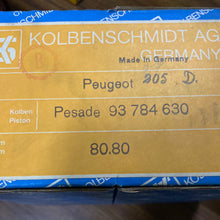 KOLBENSCHMIDT AG
GERMANY
Made In Germany
Peugeot 205 D.
Kolben
Piston
Pesade 93 784 630
80.80